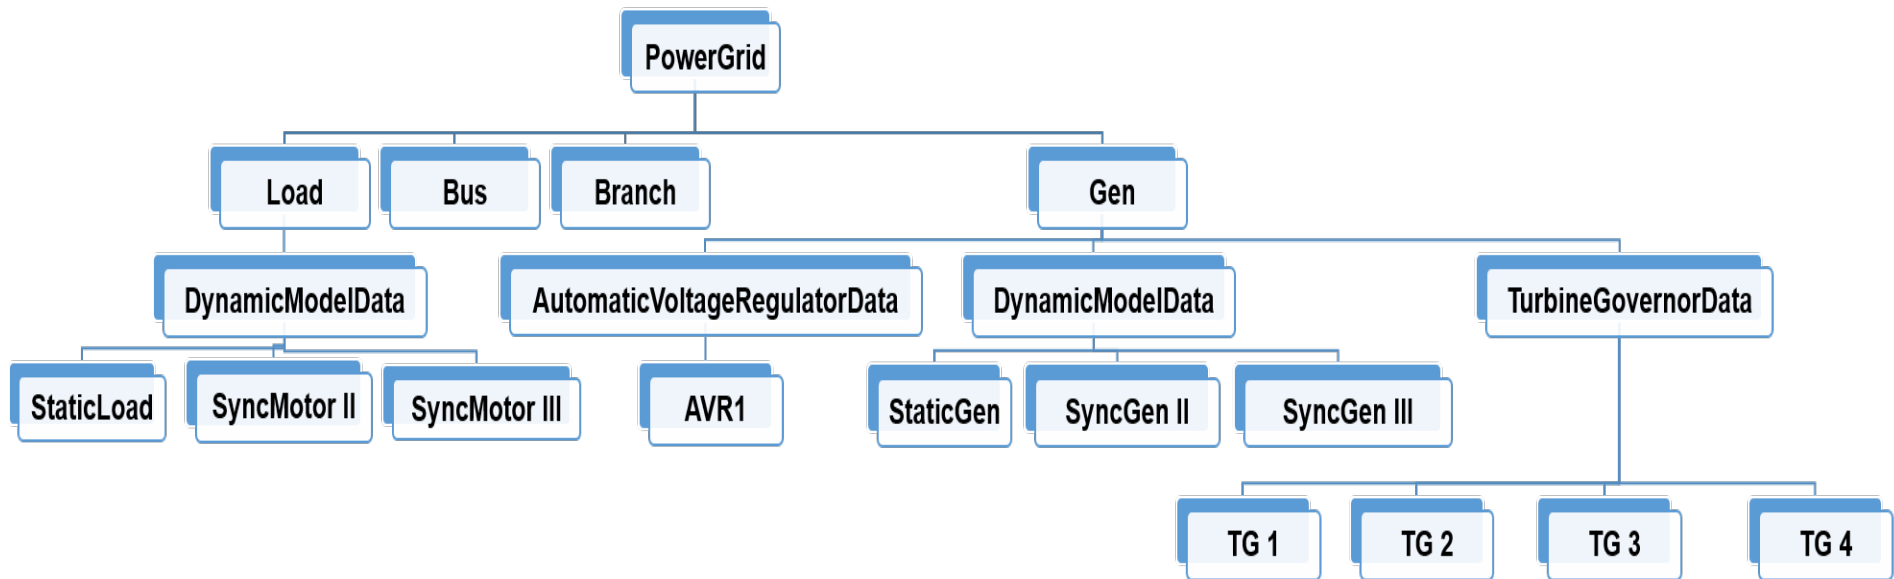 PowerGrid
Load
Bus
Branch
Gen
DynamicModelData
AutomaticVoltageRegulatorData
DynamicModelData
TurbineGovernorData
StaticLoad
SyncMotor II
SyncMotor III
AVR1
StaticGen
SyncGen II
SyncGen III
TG 1
TG 2
TG 3
TG 4